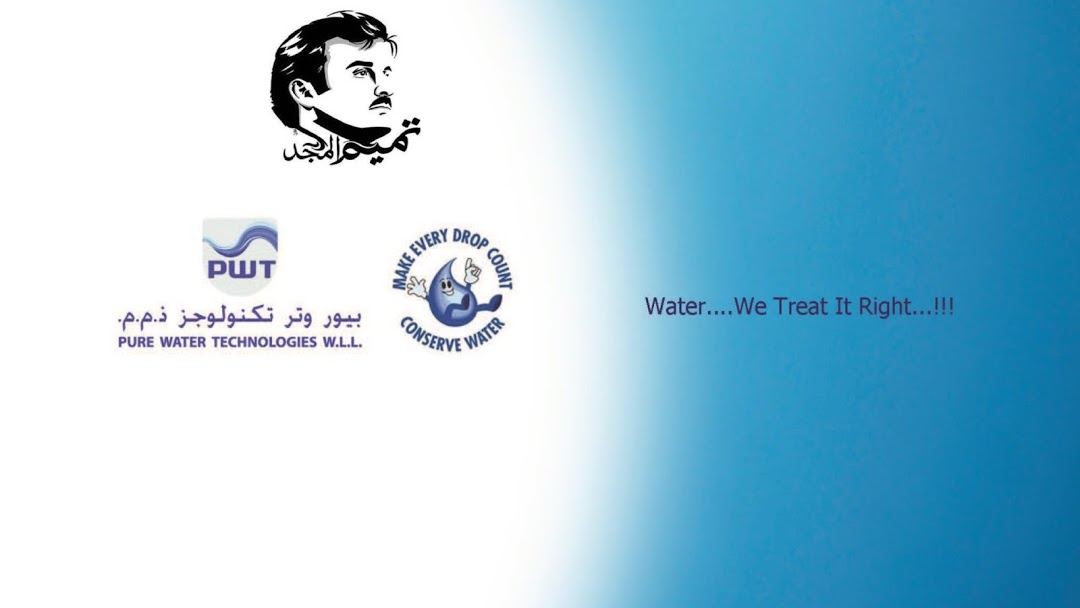 تميم المجد
PWT
بيور وتر تكنولوجز ذ.م.م.
PURE WATER TECHNOLOGIES W.L.L.
MAKE EVERY DROP COUNT
CONSERVE WATER
Water....We Treat It Right...!!!